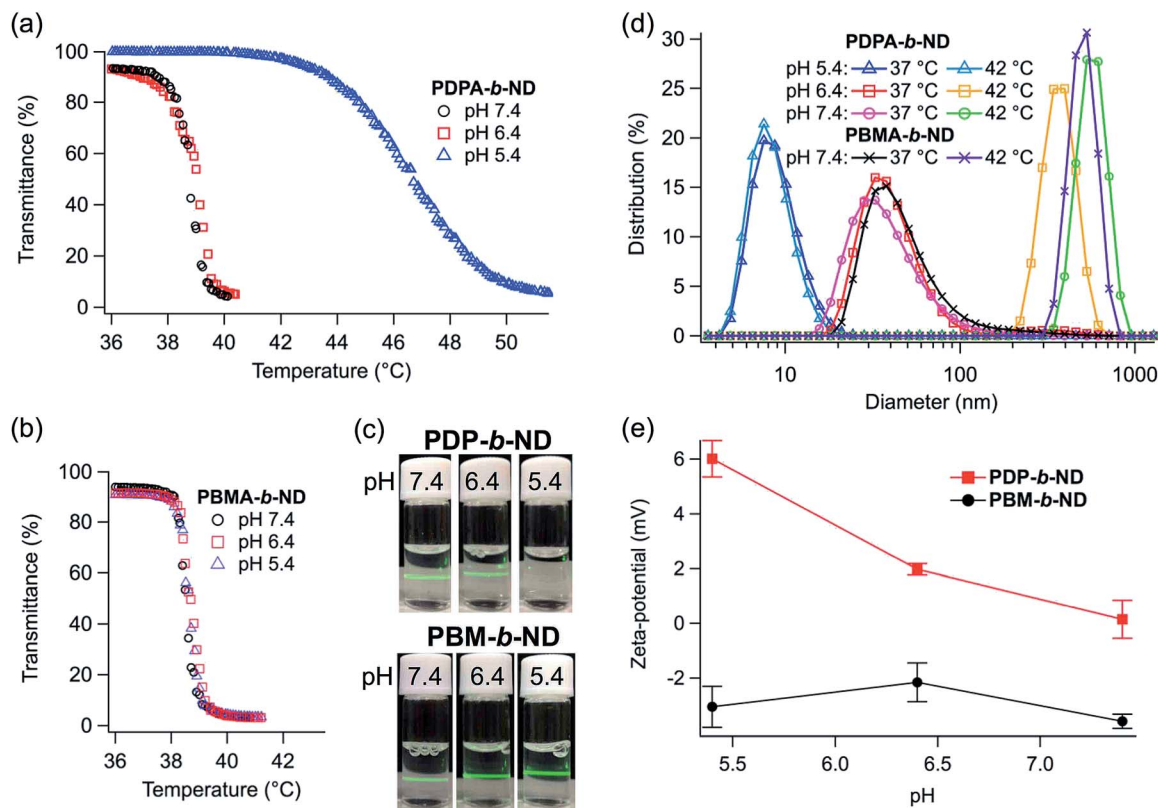 (a)
Transmittance (%)
100
80
60
40
20
0
PDPA-b-ND
pH 7.4
pH 6.4
pH 5.4
36 38 40 42 44 46 48 50
Temperature (°C)
(d)
Distribution (%)
30
25
20
15
10
5
0
PDPA-b-ND
pH 5.4: 37 °C 42 °C
pH 6.4: 37 °C 42 °C
pH 7.4: 37 °C 42 °C
PBMA-b-ND
pH 7.4: 37 °C 42 °C
10 100 1000
Diameter (nm)
(b)
Transmittance (%)
100
80
60
40
20
0
PBMA-b-ND
pH 7.4
pH 6.4
pH 5.4
36 38 40 42
Temperature (°C)
(c)
PDP-b-ND
pH 7.4 6.4 5.4
PBM-b-ND
pH 7.4 6.4 5.4
(e)
Zeta-potential (mV)
6
4
2
0
-2
PDP-b-ND
PBM-b-ND
5.5 6.0 6.5 7.0
pH